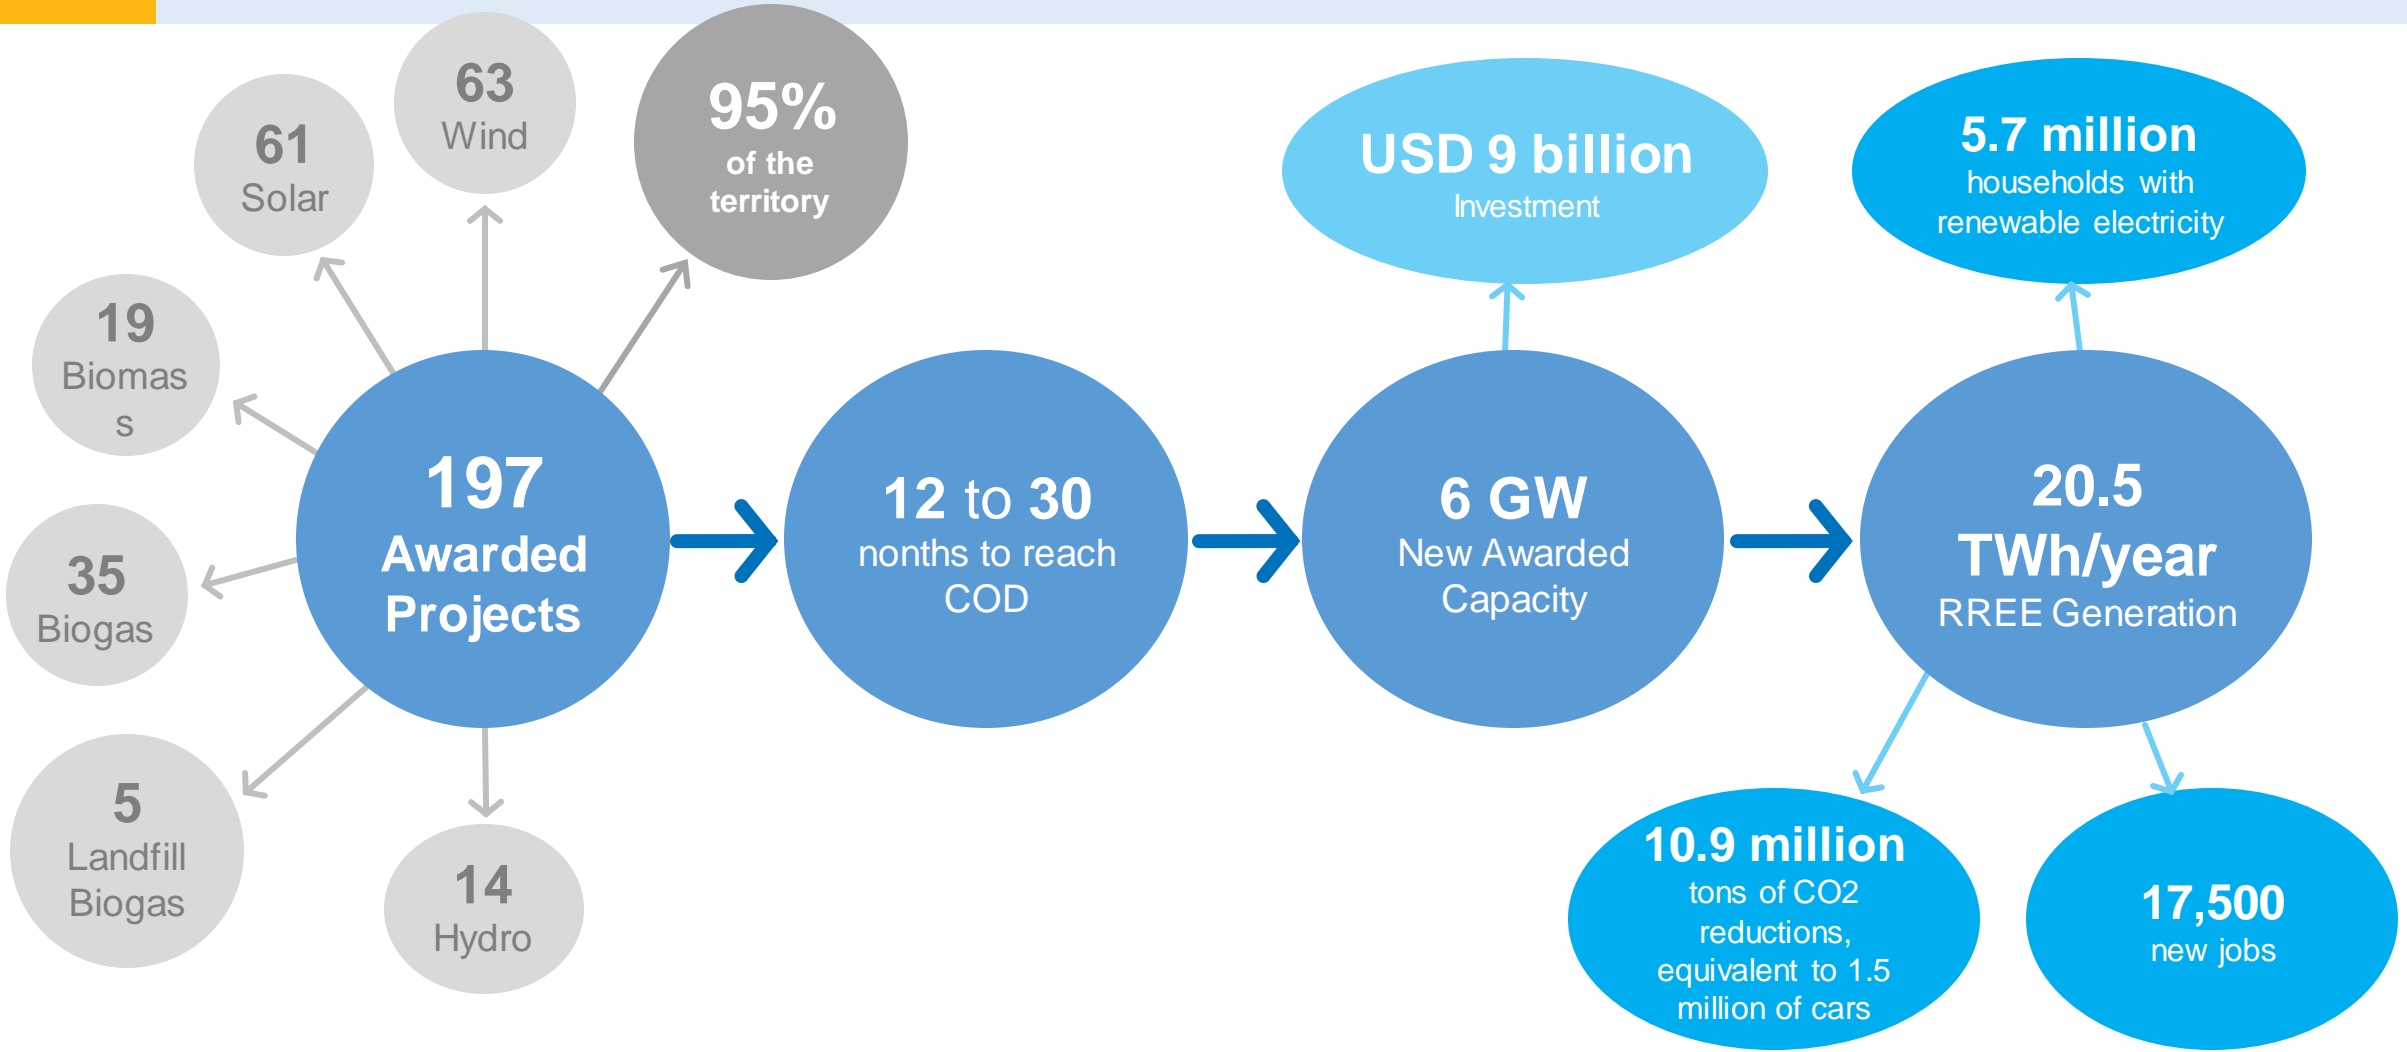 63
Wind
61
Solar
95%
of the
territory
19
Biomas
s
35
Biogas
5
Landfill
Biogas
14
Hydro
197
Awarded
Projects
12 to 30
nonths to reach
COD
USD 9 billion
Investment
6 GW
New Awarded
Capacity
5.7 million
households with
renewable electricity
20.5
TWh/year
RREE Generation
10.9 million
tons of CO2
reductions,
equivalent to 1.5
million of cars
17,500
new jobs